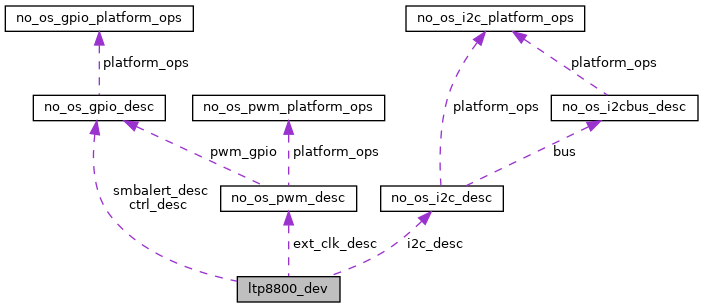 no_os_gpio_platform_ops
no_os_i2c_platform_ops
platform_ops
platform_ops
no_os_gpio_desc
no_os_pwm_platform_ops
platform_ops
no_os_i2cbus_desc
pwm_gpio
platform_ops
bus
smbalert_desc
ctrl_desc
no_os_pwm_desc
no_os_i2c_desc
ext_clk_desc
i2c_desc
ltp8800_dev